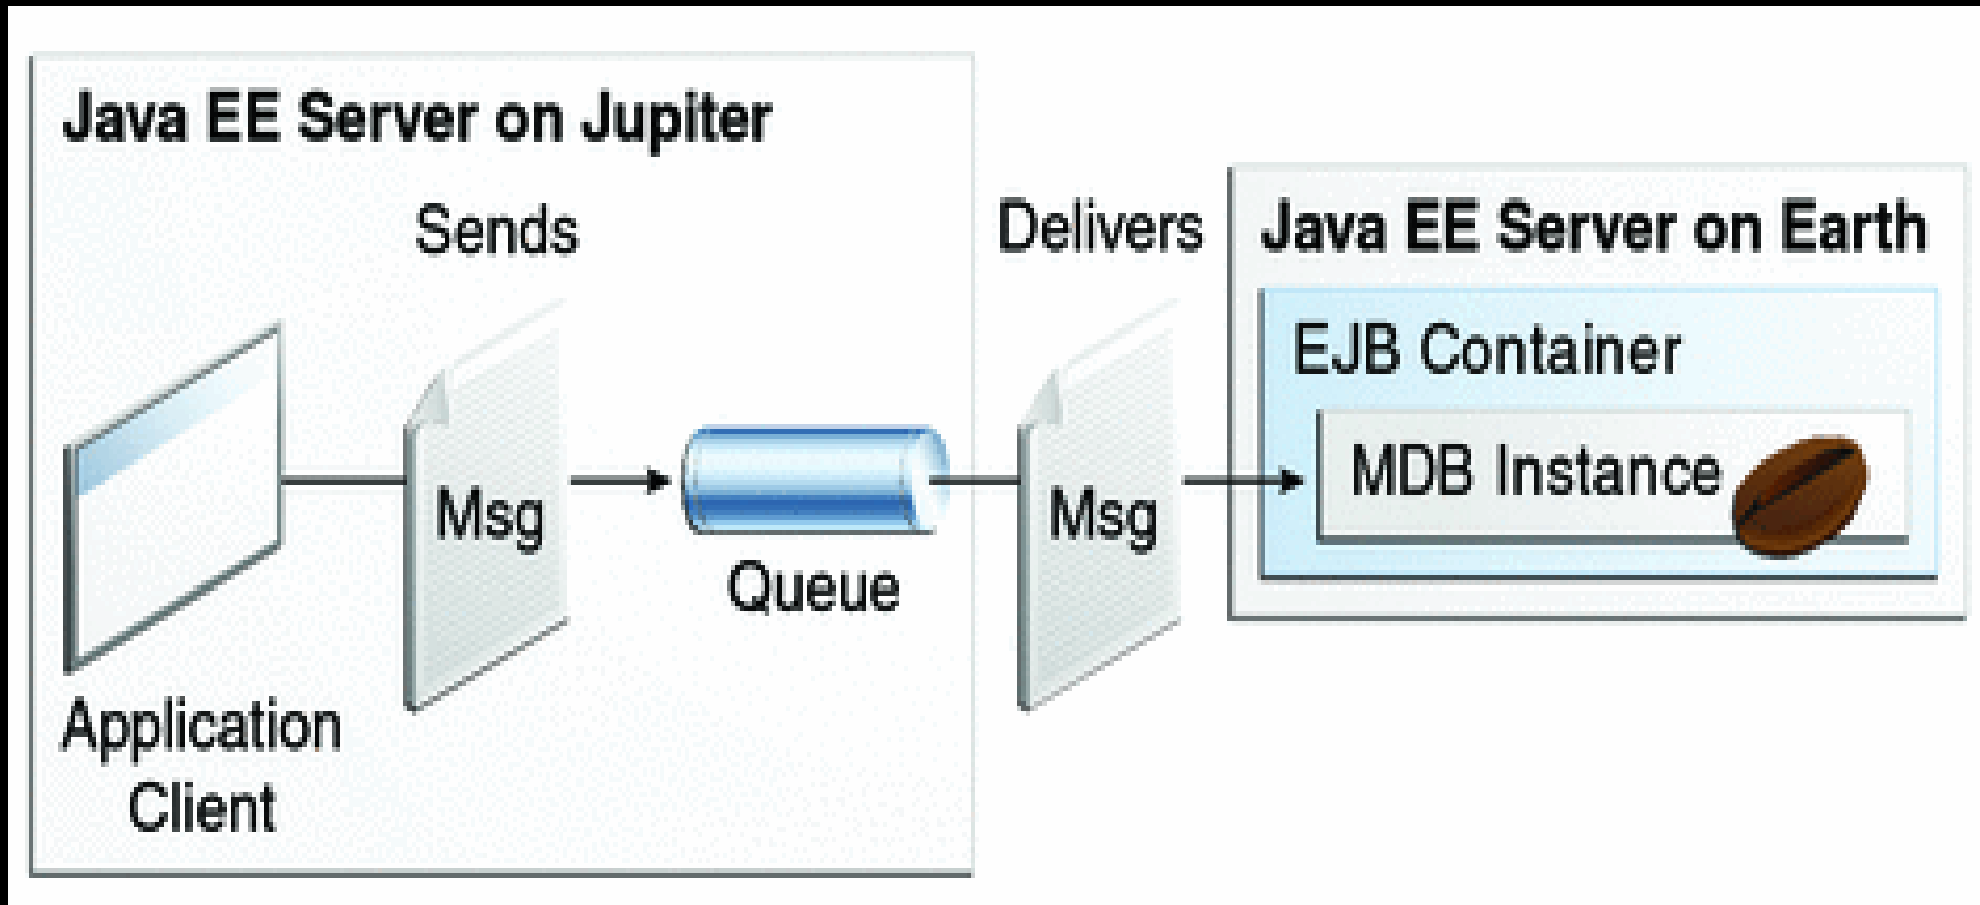 Java EE Server on Jupiter
Sends
Msg
Queue
Application
Client
Delivers
Msg
Java EE Server on Earth
EJB Container
MDB Instance